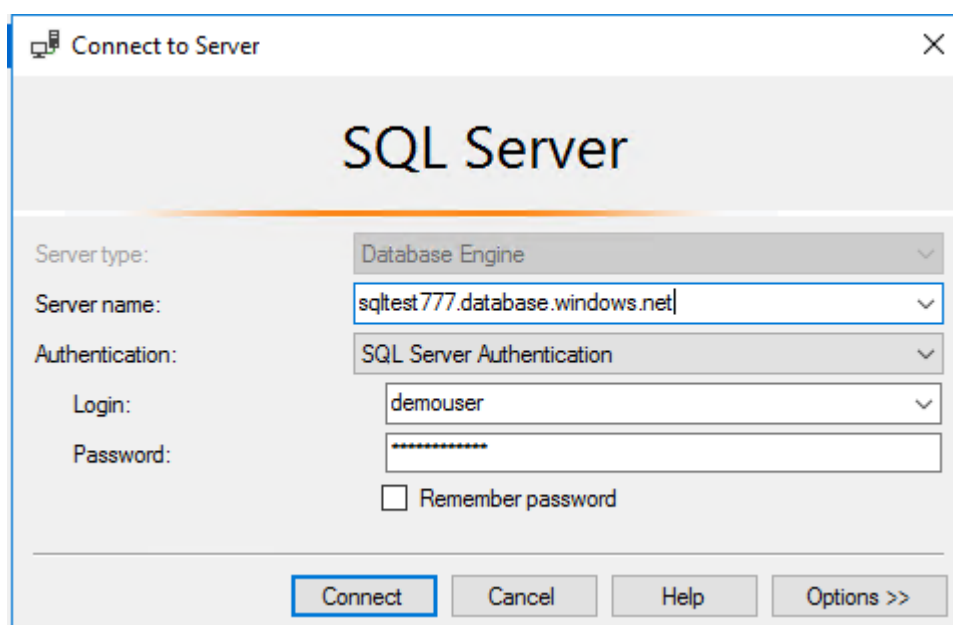 Connect to Server
SQL Server
Server type: Database Engine
Server name: sqltest777.database.windows.net
Authentication: SQL Server Authentication
Login: demouser
Password: ************
Remember password
Connect Cancel Help Options >>